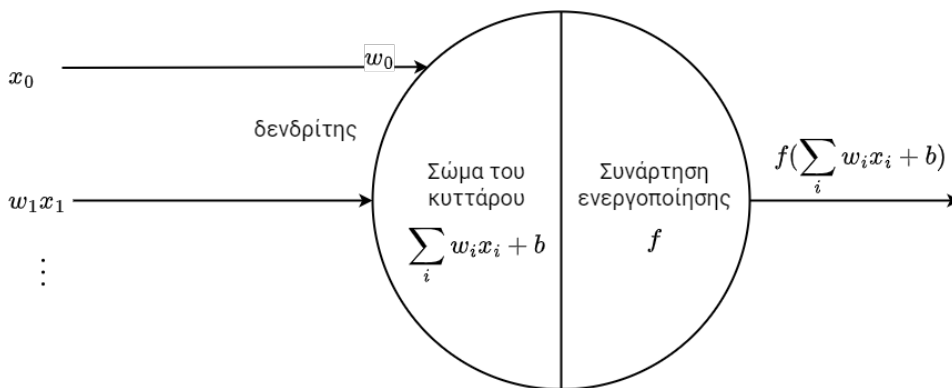 x_0
w_0
δενδρίτης
w_1x_1
⋮
Σώμα του
κυττάρου
\sum_i w_ix_i + b
Συνάρτηση
ενεργοποίησης
f
f(\sum_i w_ix_i + b)